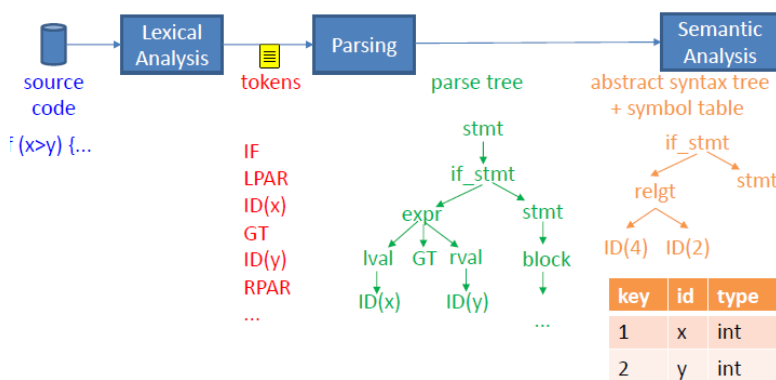 Lexical
Analysis
Parsing
Semantic
Analysis
source
code
tokens
parse tree
abstract syntax tree
+ symbol table
f (x>y) {...
IF
LPAR
ID(x)
GT
ID(y)
RPAR
...
stmt
if_stmt
expr
stmt
lval
GT
rval
block
ID(x)
ID(y)
...
if_stmt
relgt
stmt
ID(4)
ID(2)
key id type
1 x int
2 y int